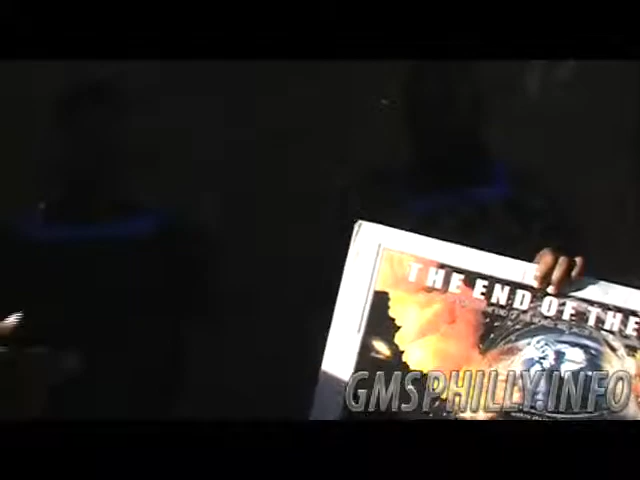 THE END OF THE
GMSPHILLY.INFO